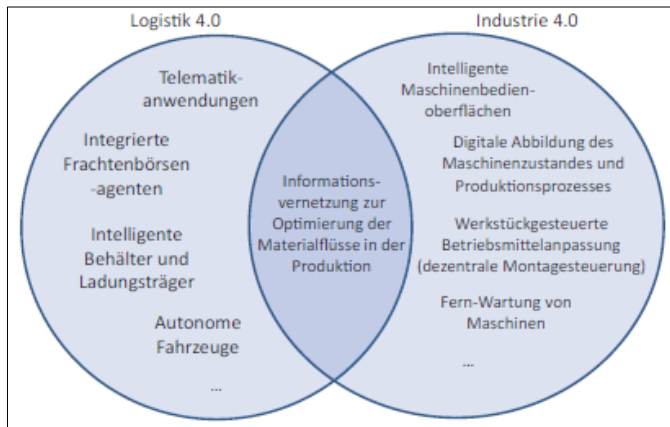 Logistik 4.0
Industrie 4.0
Telematik-
anwendungen
Integrierte
Frachtenbörsen
-agenten
Intelligente
Behälter und
Ladungsträger
Autonome
Fahrzeuge
...
Informations-
vernetzung zur
Optimierung der
Materialflüsse in der
Produktion
Intelligente
Maschinenbedien-
oberflächen
Digitale Abbildung des
Maschinenzustandes und
Produktionsprozesses
Werkstückgesteuerte
Betriebsmittelanpassung
(dezentrale Montagesteuerung)
Fern-Wartung von
Maschinen
...